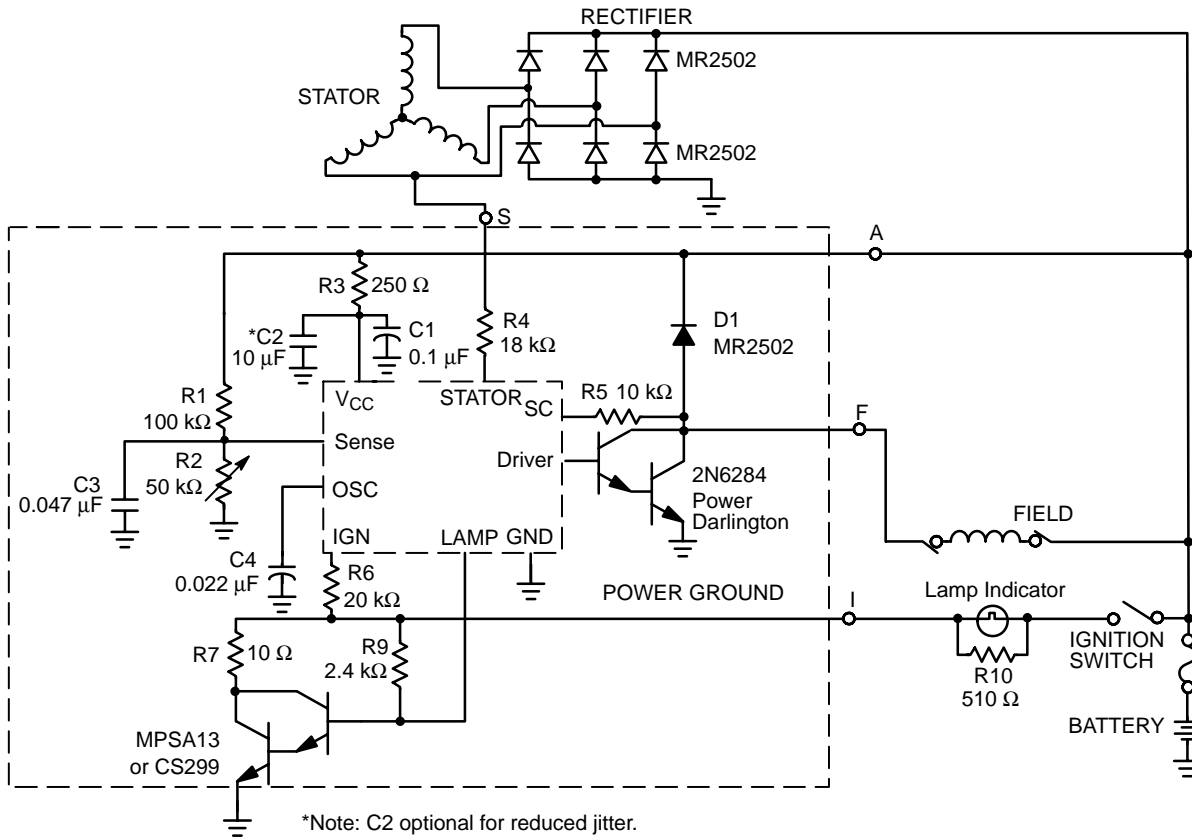 RECTIFIER
MR2502
STATOR
MR2502
S
A
R3
250 Ω
*C2
10 μF
C1
0.1 μF
R4
18 kΩ
D1
MR2502
R1
100 kΩ
VCC
STATOR
SC
R5 10 kΩ
F
Sense
Driver
R2
50 kΩ
C3
0.047 μF
OSC
2N6284
Power
Darlington
FIELD
IGN
LAMP
GND
C4
0.022 μF
R6
20 kΩ
POWER GROUND
I
Lamp Indicator
R7
10 Ω
R9
2.4 kΩ
R10
510 Ω
IGNITION
SWITCH
BATTERY
MPSA13
or CS299
*Note: C2 optional for reduced jitter.